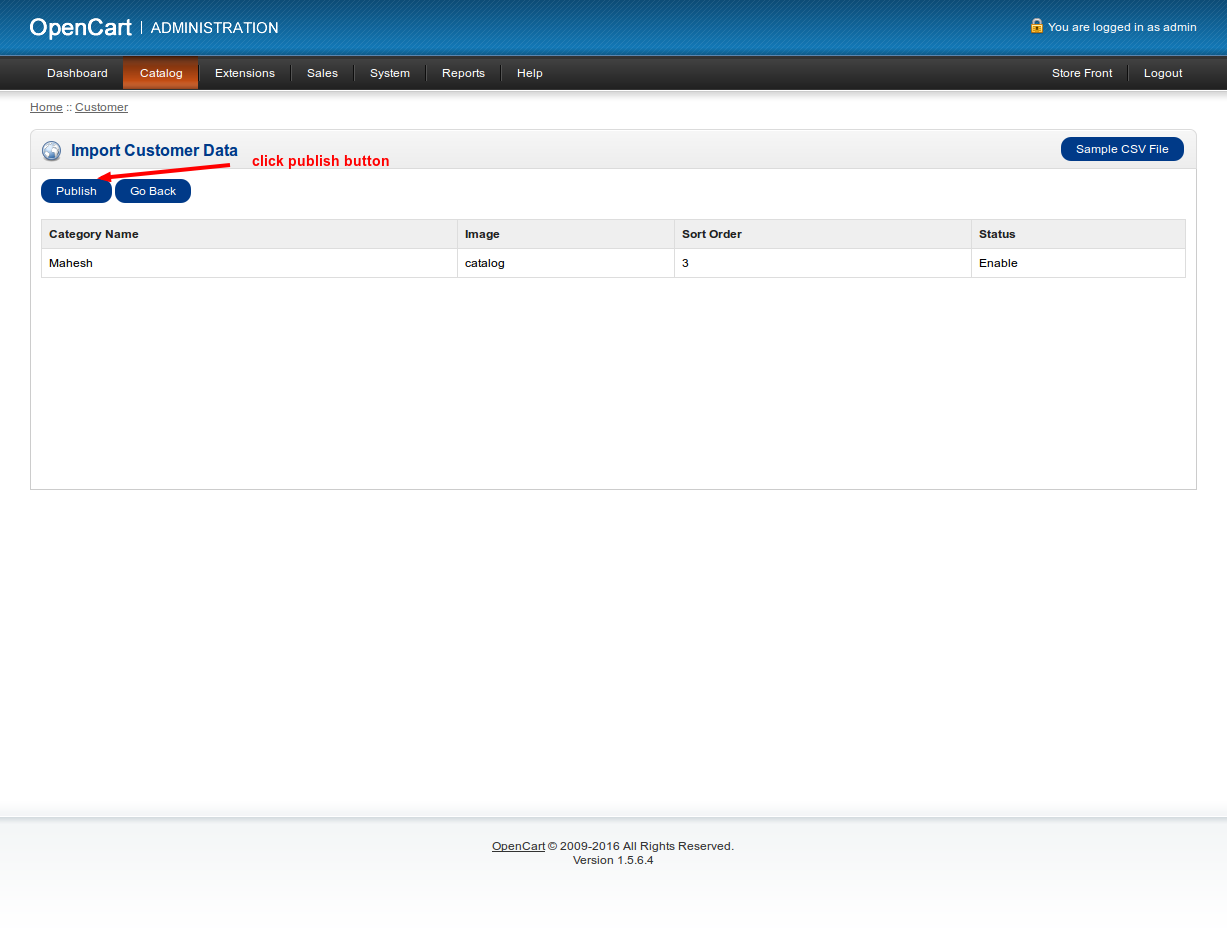 OpenCart | ADMINISTRATION
You are logged in as admin
Dashboard Catalog Extensions Sales System Reports Help Store Front Logout
Home :: Customer
Import Customer Data
click publish button
Sample CSV File
Publish Go Back
Category Name Image Sort Order Status
Mahesh catalog 3 Enable
OpenCart © 2009-2016 All Rights Reserved.
Version 1.5.6.4